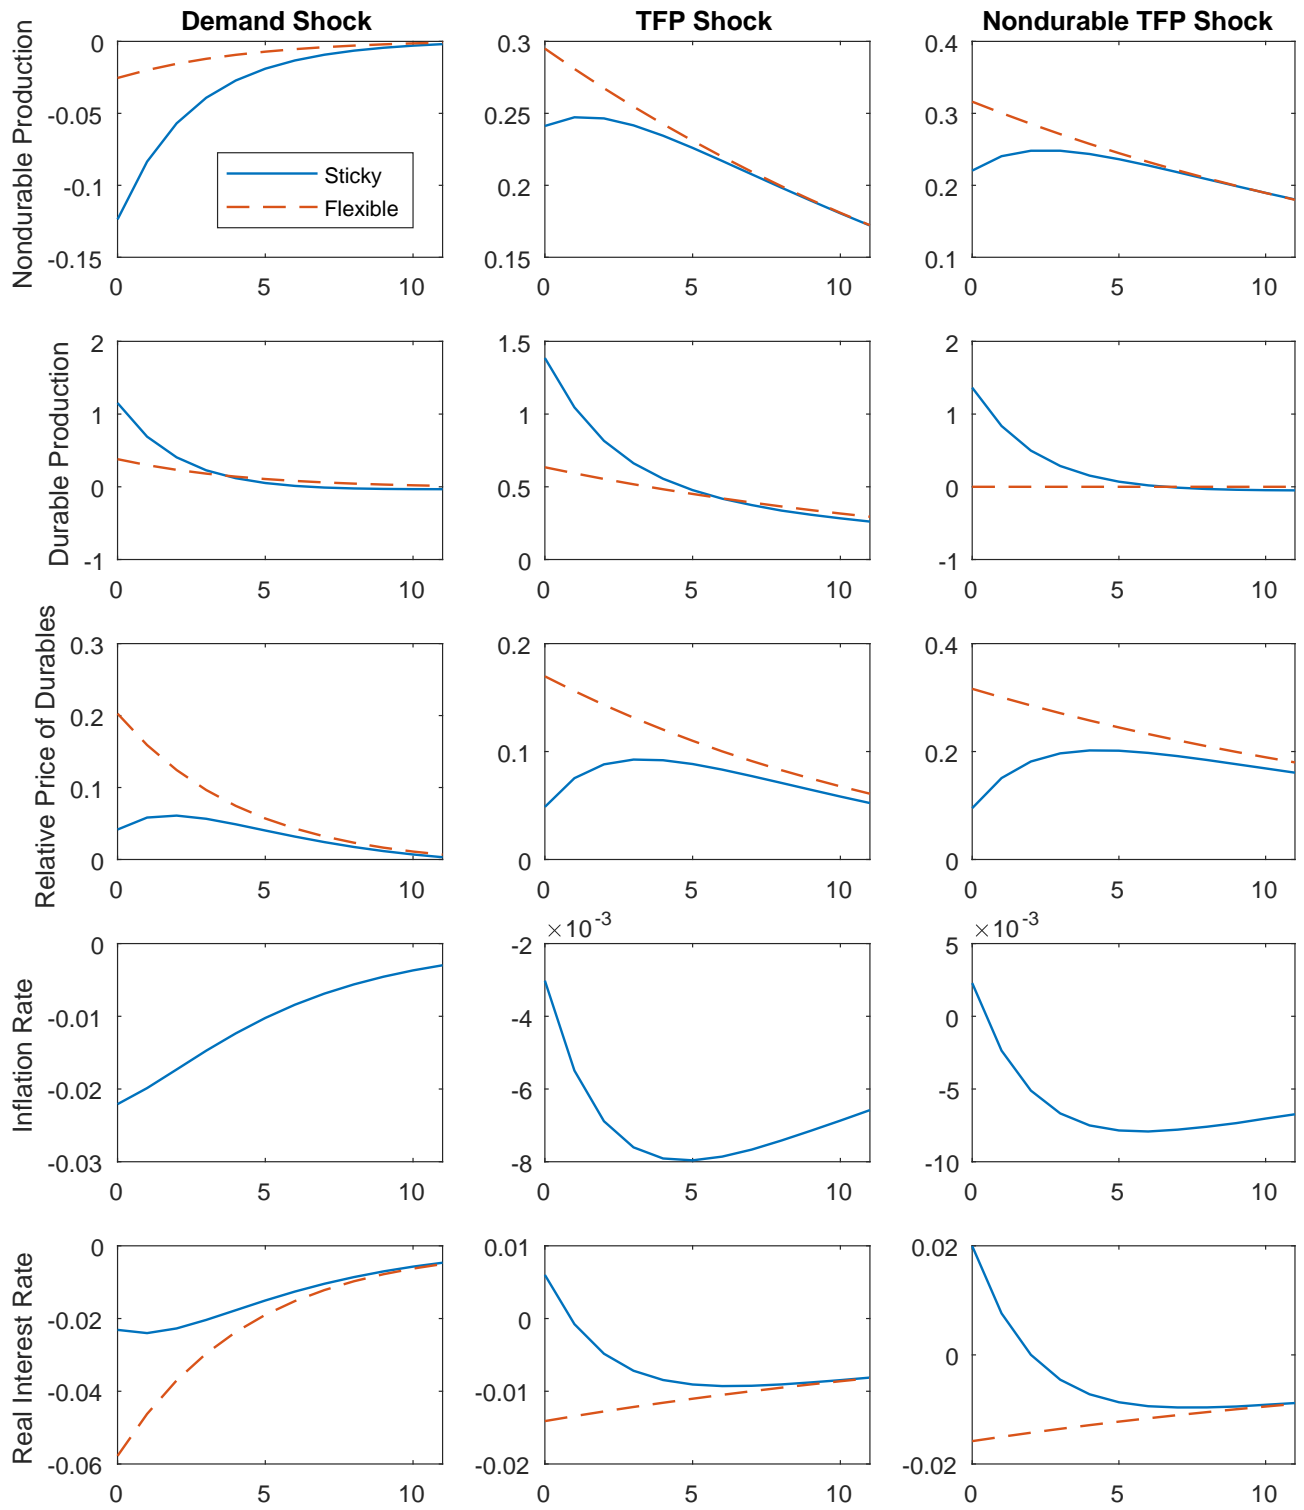 Demand Shock
TFP Shock
Nondurable TFP Shock
Nondurable Production
0
-0.05
-0.1
-0.15
0 5 10
Sticky
Flexible
0.3
0.25
0.2
0.15
0 5 10
0.4
0.3
0.2
0.1
0 5 10
Durable Production
2
1
0
-1
0 5 10
1.5
1
0.5
0
0 5 10
2
1
0
-1
0 5 10
Relative Price of Durables
0.3
0.2
0.1
0
0 5 10
0.2
0.1
0
0 5 10
0.4
0.2
0
0 5 10
Inflation Rate
0
-0.01
-0.02
-0.03
0 5 10
×10-3
-2
-4
-6
-8
0 5 10
×10-3
5
0
-5
-10
0 5 10
Real Interest Rate
0
-0.02
-0.04
-0.06
0 5 10
0.01
0
-0.01
-0.02
0 5 10
0.02
0
-0.02
0 5 10